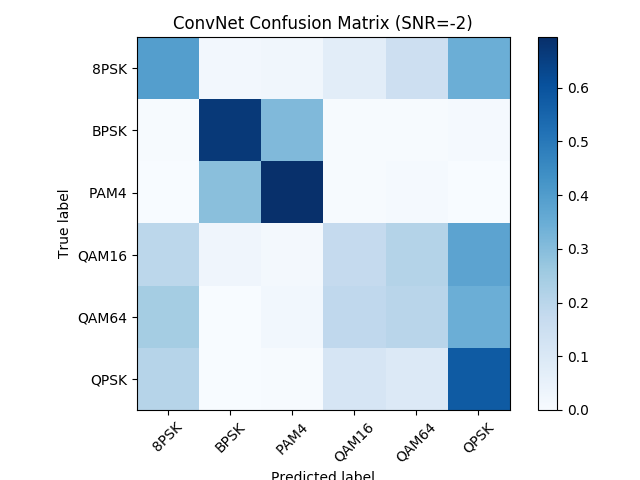 ConvNet Confusion Matrix (SNR=-2)
8PSK
BPSK
PAM4
QAM16
QAM64
QPSK
True label
8PSK
BPSK
PAM4
QAM16
QAM64
QPSK
Predicted label
0.6
0.5
0.4
0.3
0.2
0.1
0.0